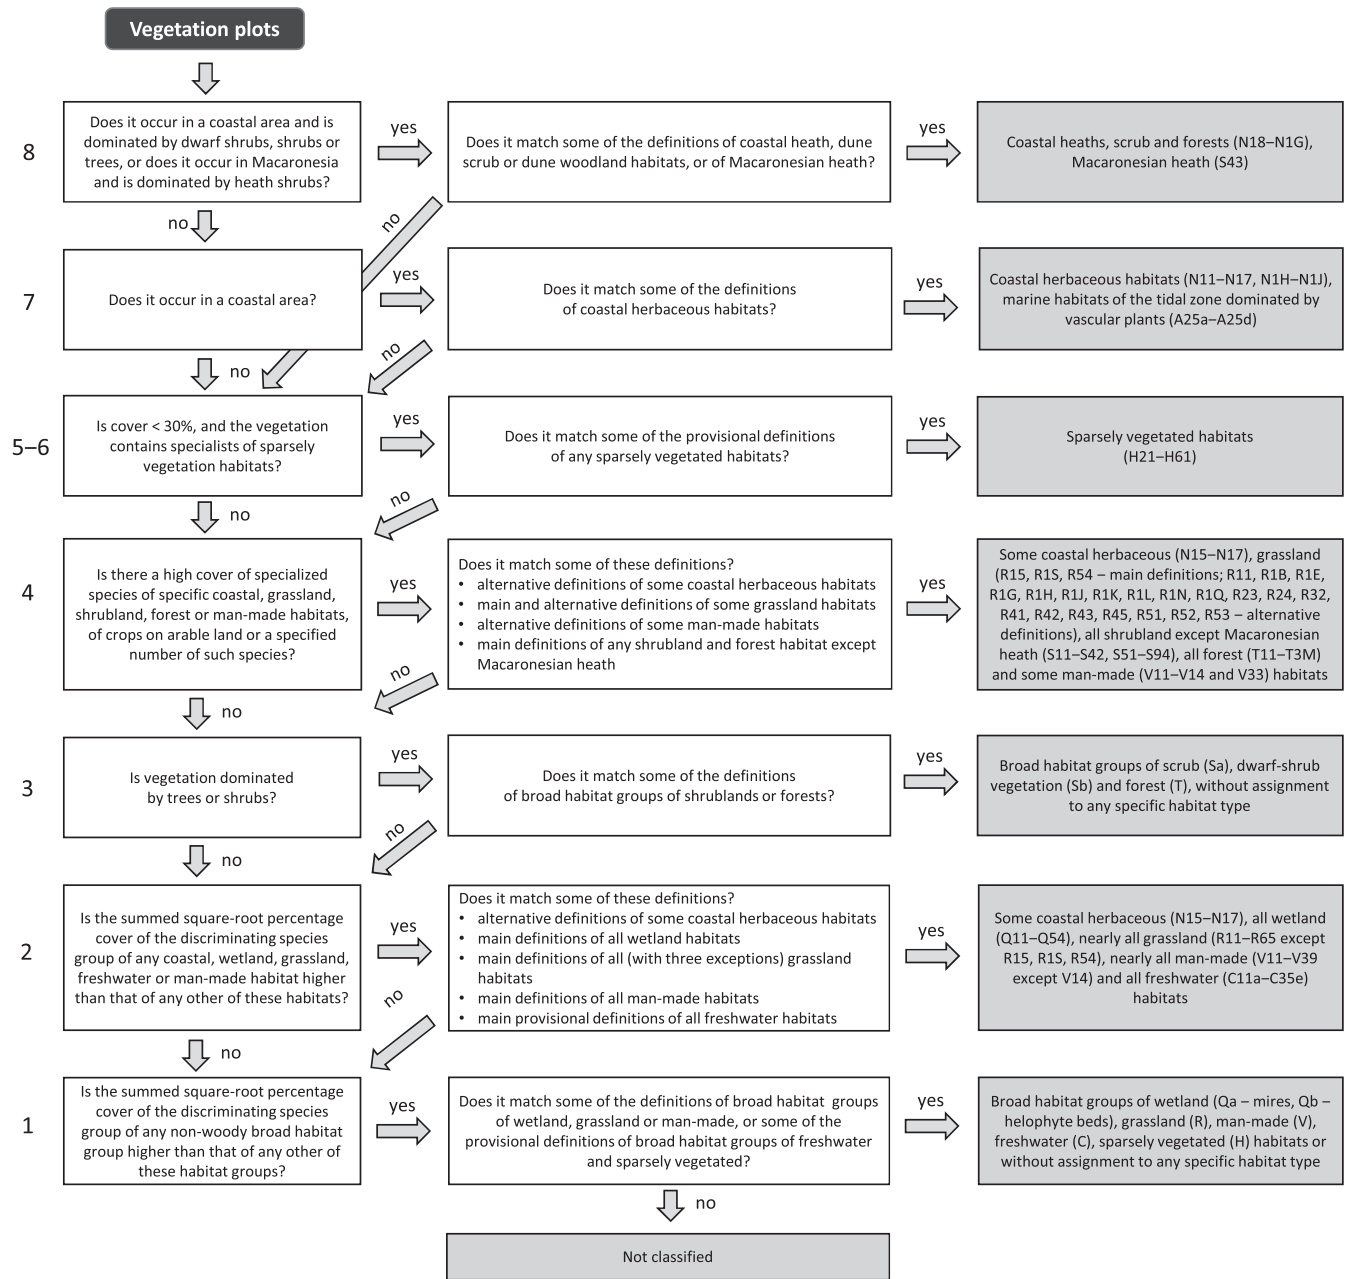 Vegetation plots
8
Does it occur in a coastal area and is
dominated by dwarf shrubs, shrubs or
trees, or does it occur in Macaronesia
and is dominated by heath shrubs?
yes
Does it match some of the definitions of coastal heath, dune
scrub or dune woodland habitats, or of Macaronesian heath?
yes
Coastal heaths, scrub and forests (N18–N1G),
Macaronesian heath (S43)
no
no
7
Does it occur in a coastal area?
yes
Does it match some of the definitions
of coastal herbaceous habitats?
yes
Coastal herbaceous habitats (N11–N17, N1H–N1J),
marine habitats of the tidal zone dominated by
vascular plants (A25a–A25d)
no
no
5–6
Is cover < 30%, and the vegetation
contains specialists of sparsely
vegetation habitats?
yes
Does it match some of the provisional definitions
of any sparsely vegetated habitats?
yes
Sparsely vegetated habitats
(H21–H61)
no
no
4
Is there a high cover of specialized
species of specific coastal, grassland,
shrubland, forest or man-made habitats,
of crops on arable land or a specified
number of such species?
yes
Does it match some of these definitions?
• alternative definitions of some coastal herbaceous habitats
• main and alternative definitions of some grassland habitats
• alternative definitions of some man-made habitats
• main definitions of any shrubland and forest habitat except
Macaronesian heath
yes
Some coastal herbaceous (N15–N17), grassland
(R15, R1S, R54 – main definitions; R11, R1B, R1E,
R1G, R1H, R1J, R1K, R1L, R1N, R1Q, R23, R24, R32,
R41, R42, R43, R45, R51, R52, R53 – alternative
definitions), all shrubland except Macaronesian
heath (S11–S42, S51–S94), all forest (T11–T3M)
and some man-made (V11–V14 and V33) habitats
no
no
3
Is vegetation dominated
by trees or shrubs?
yes
Does it match some of the definitions
of broad habitat groups of shrublands or forests?
yes
Broad habitat groups of scrub (Sa), dwarf-shrub
vegetation (Sb) and forest (T), without assignment
to any specific habitat type
no
no
2
Is the summed square-root percentage
cover of the discriminating species
group of any coastal, wetland, grassland,
freshwater or man-made habitat higher
than that of any other of these habitats?
yes
Does it match some of these definitions?
• alternative definitions of some coastal herbaceous habitats
• main definitions of all wetland habitats
• main definitions of all (with three exceptions) grassland
habitats
• main definitions of all man-made habitats
• main provisional definitions of all freshwater habitats
yes
Some coastal herbaceous (N15–N17), all wetland
(Q11–Q54), nearly all grassland (R11–R65 except
R15, R1S, R54), nearly all man-made (V11–V39
except V14) and all freshwater (C11a–C35e)
habitats
no
no
1
Is the summed square-root percentage
cover of the discriminating species
group of any non-woody broad habitat
group higher than that of any other of
these habitat groups?
yes
Does it match some of the definitions of broad habitat groups
of wetland, grassland or man-made, or some of the
provisional definitions of broad habitat groups of freshwater
and sparsely vegetated?
yes
Broad habitat groups of wetland (Qa – mires, Qb –
helophyte beds), grassland (R), man-made (V),
freshwater (C), sparsely vegetated (H) habitats or
without assignment to any specific habitat type
no
Not classified